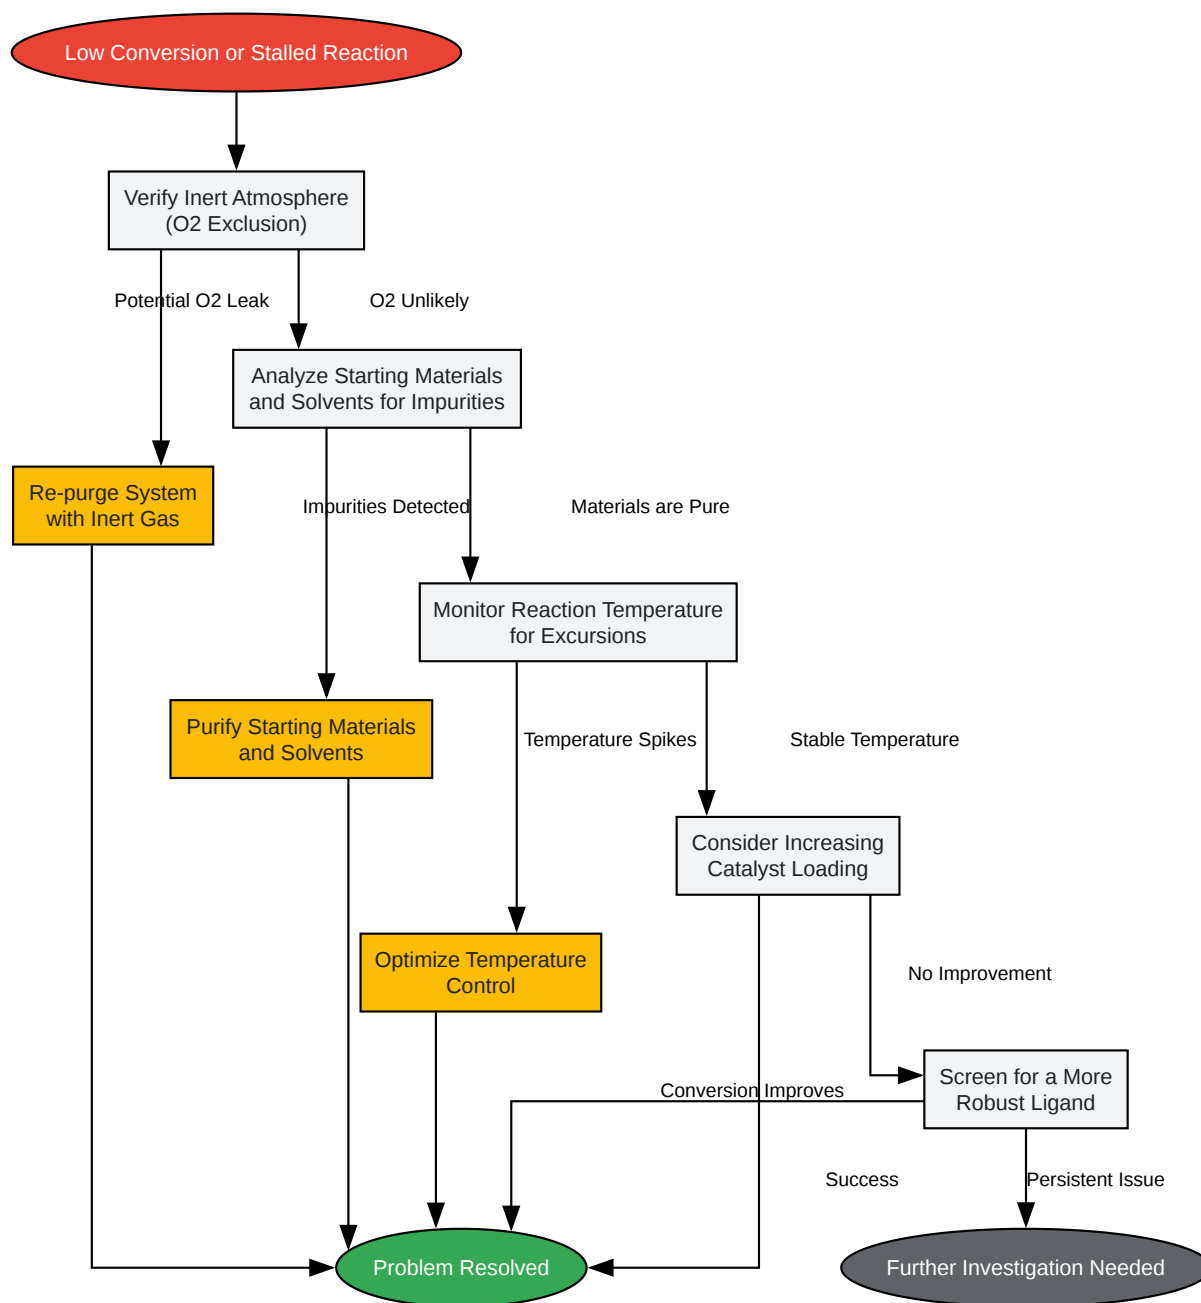 Low Conversion or Stalled Reaction
Verify Inert Atmosphere
(O2 Exclusion)
Potential O2 Leak
O2 Unlikely
Analyze Starting Materials
and Solvents for Impurities
Re-purge System
with Inert Gas
Impurities Detected
Materials are Pure
Monitor Reaction Temperature
for Excursions
Purify Starting Materials
and Solvents
Temperature Spikes
Stable Temperature
Consider Increasing
Catalyst Loading
Optimize Temperature
Control
No Improvement
Screen for a More
Robust Ligand
Conversion Improves
Success
Persistent Issue
Problem Resolved
Further Investigation Needed